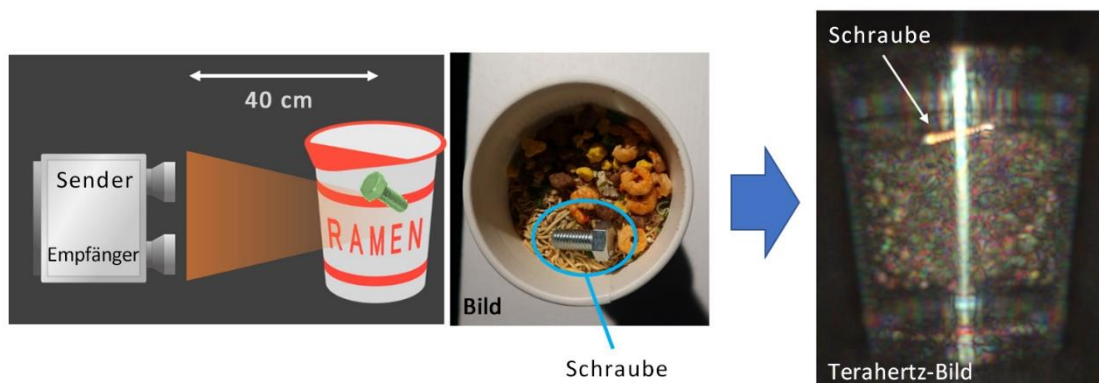 40 cm
Sender
Empfänger
RAMEN
Bild
Schraube
Schraube
Terahertz-Bild